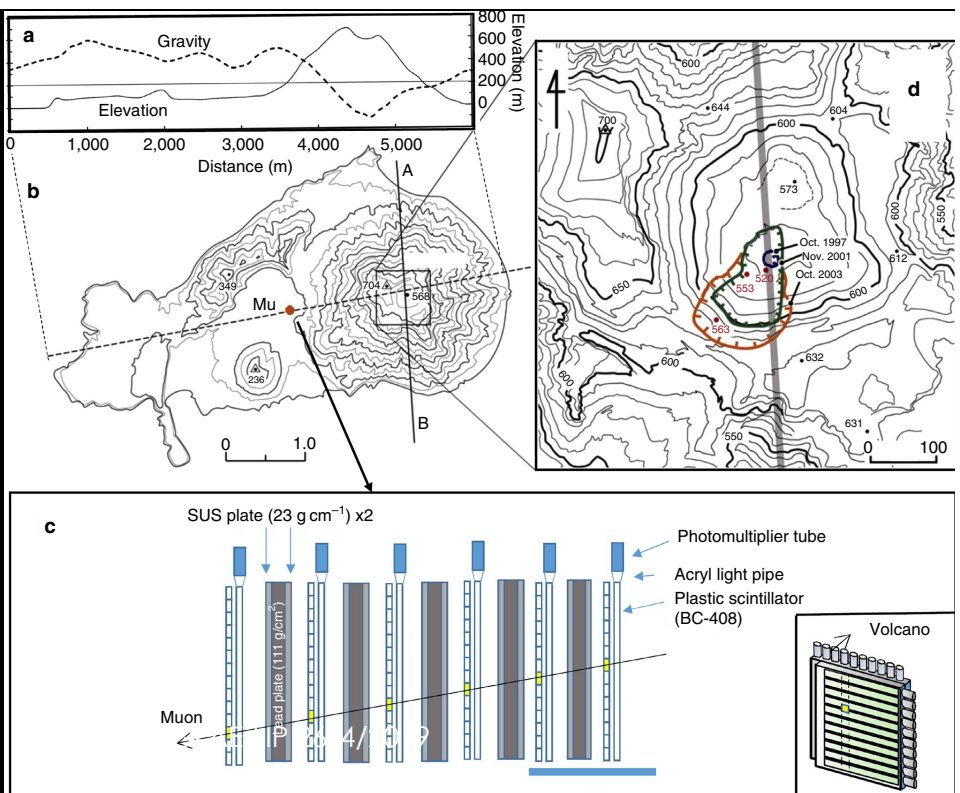 a
Gravity
Elevation
800
600
400
200
0
Elevation (m)
0
1,000
2,000
3,000
4,000
5,000
Distance (m)
b
A
349
704
568
Mu
236
B
0
1.0
d
600
700
644
604
600
573
600
550
650
Oct. 1997
Nov. 2001
Oct. 2003
612
553
520
563
600
632
600
600
631
550
0
100
c
SUS plate (23 g cm⁻¹) x2
Photomultiplier tube
Acryl light pipe
Plastic scintillator
(BC-408)
ead plate (111 g/cm²)
Muon
Volcano